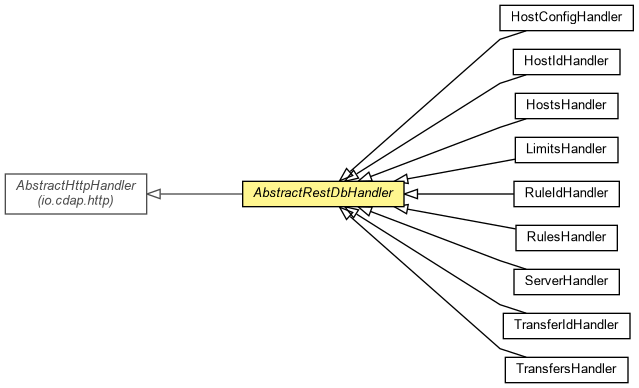 HostConfigHandler
HostIdHandler
HostsHandler
LimitsHandler
AbstractHttpHandler
(io.cdap.http)
AbstractRestDbHandler
RuleIdHandler
RulesHandler
ServerHandler
TransferIdHandler
TransfersHandler